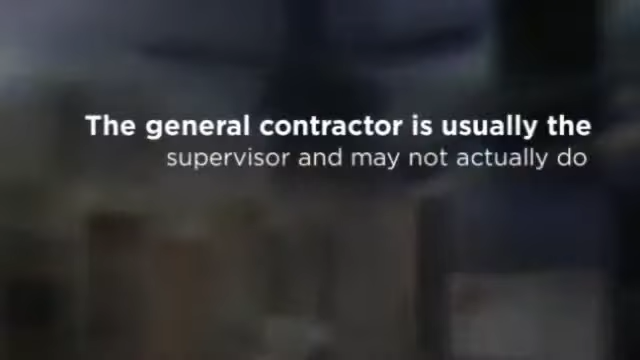 The general contractor is usually the
supervisor and may not actually do